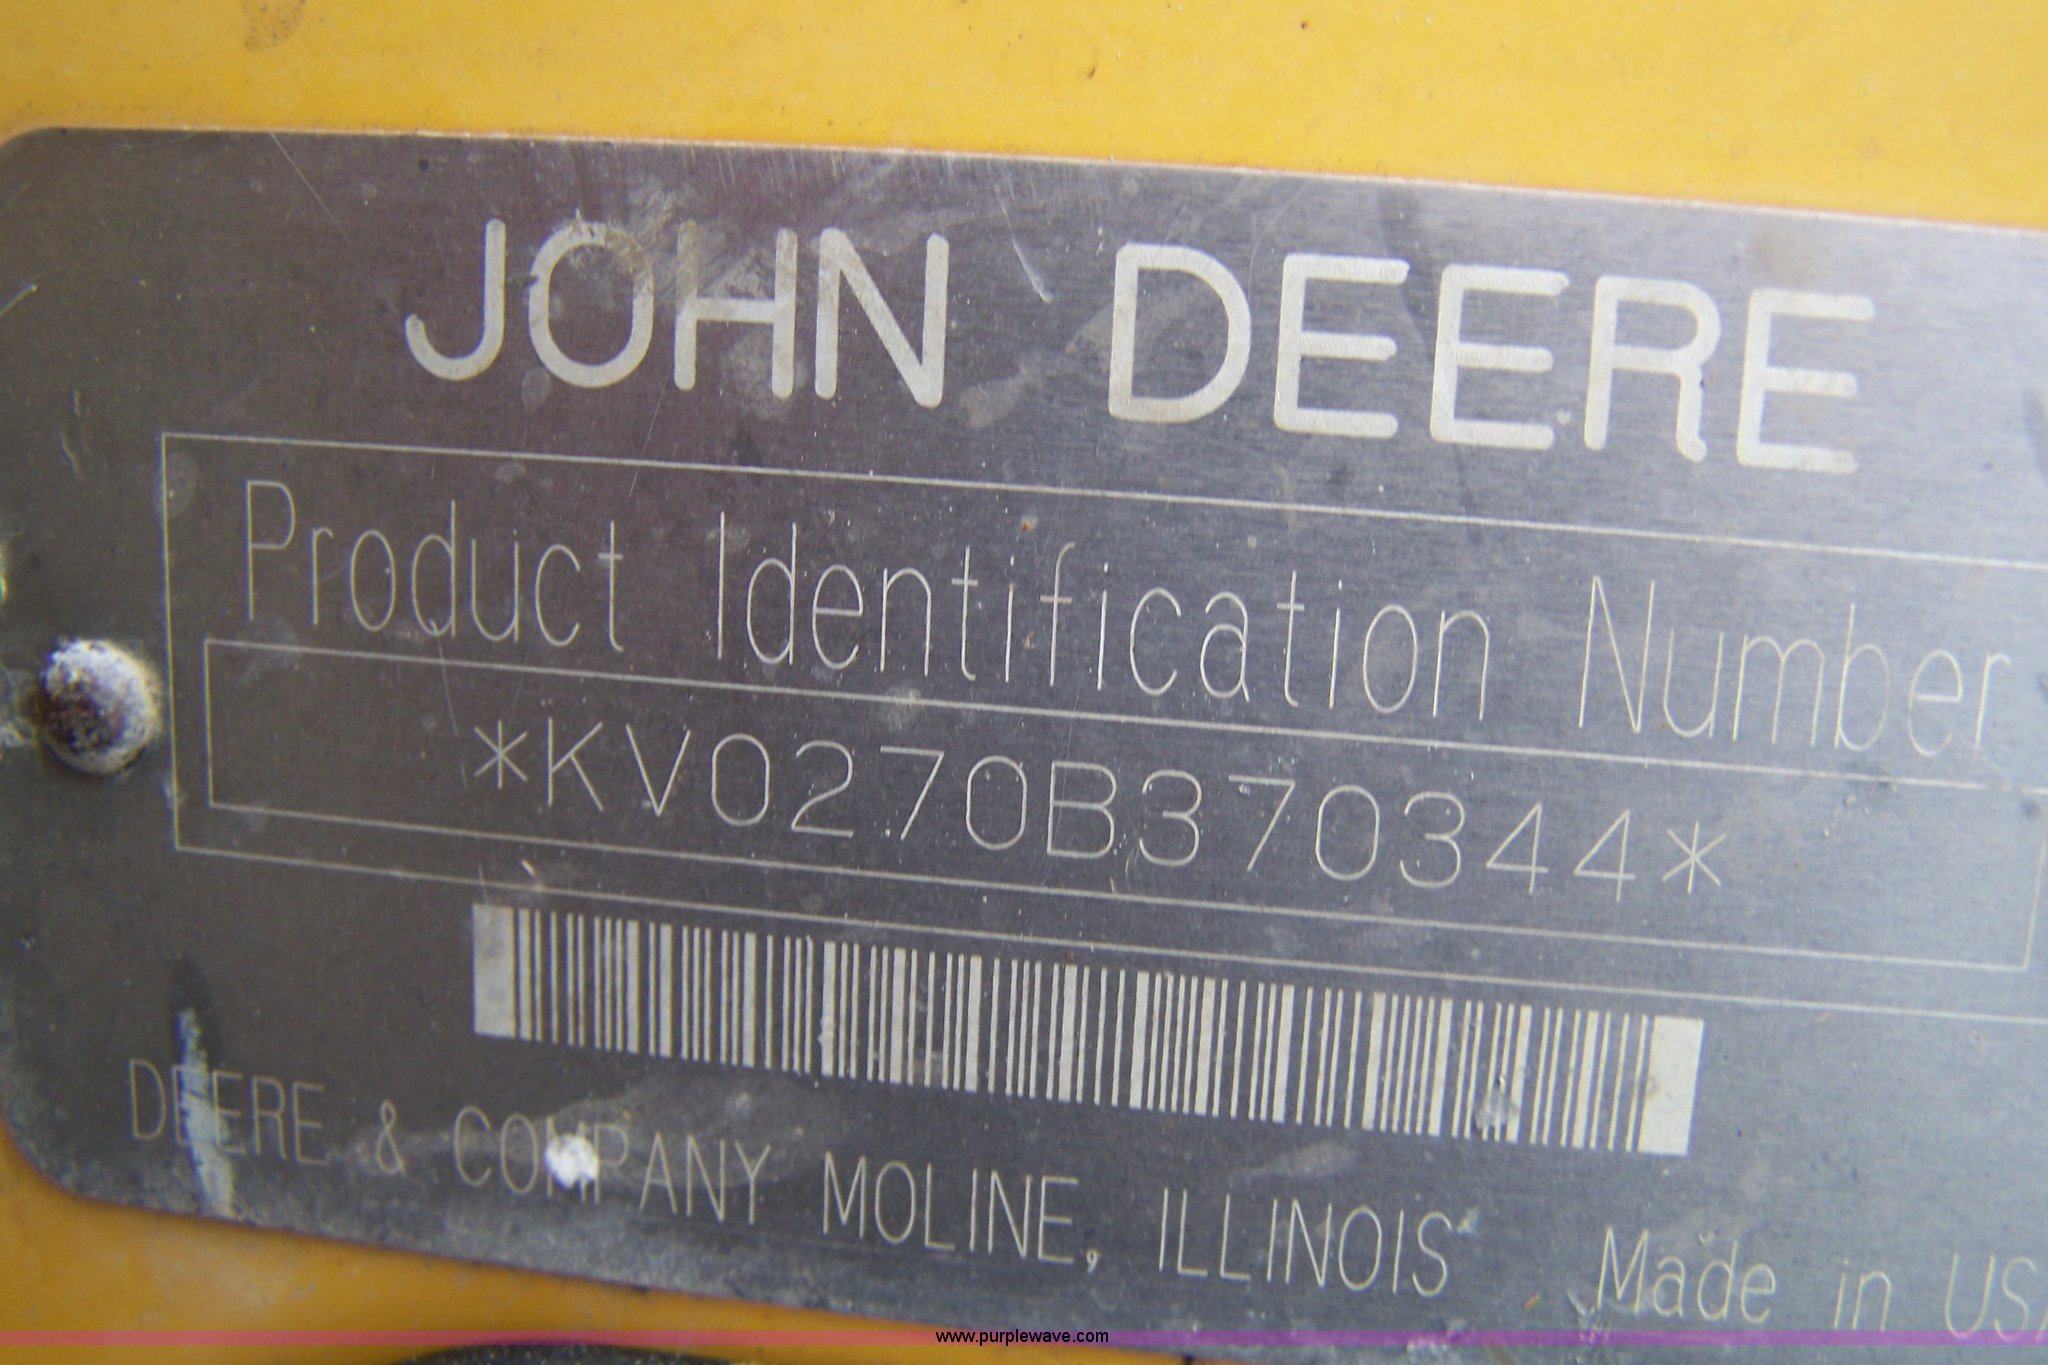 JOHN DEERE
Product Identification Number
*KV0270B370344*
DEERE & COMPANY MOLINE, ILLINOIS Made in USA
www.purplewave.com